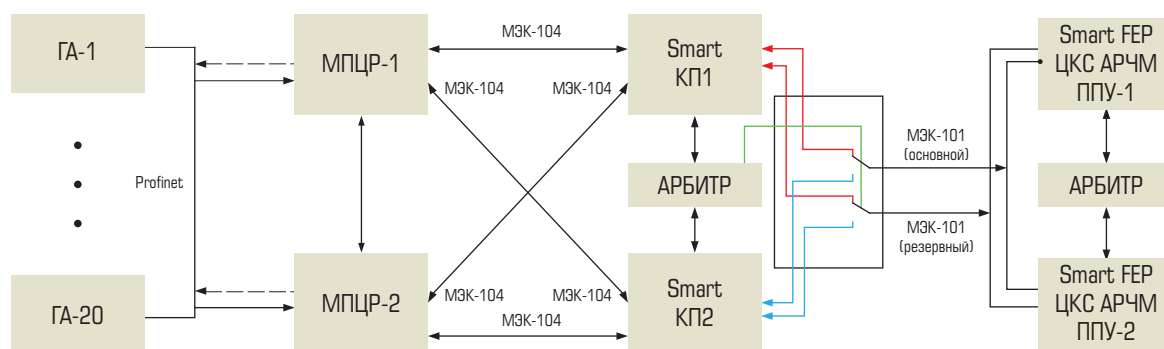 ГА-1
Profinet
ГА-20
МПЦР-1
МПЦР-2
МЭК-104
МЭК-104
МЭК-104
МЭК-104
МЭК-104
МЭК-104
Smart
КП1
АРБИТР
Smart
КП2
МЭК-101
(основной)
МЭК-101
(резервный)
Smart FEP
ЦКС АРЧМ
ППУ-1
АРБИТР
Smart FEP
ЦКС АРЧМ
ППУ-2